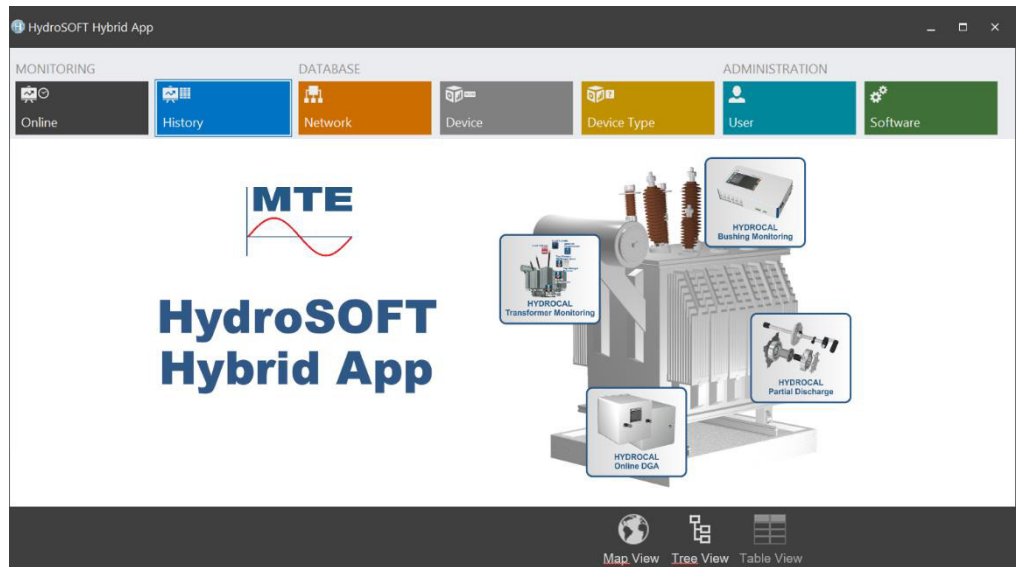 HydroSOFT Hybrid App
MONITORING
DATABASE
ADMINISTRATION
Online
History
Network
Device
Device Type
User
Software
MTE
HydroSOFT
Hybrid App
HYDROCAL
Bushing Monitoring
HYDROCAL
Transformer Monitoring
HYDROCAL
Partial Discharge
HYDROCAL
Online DGA
Map View
Tree View
Table View